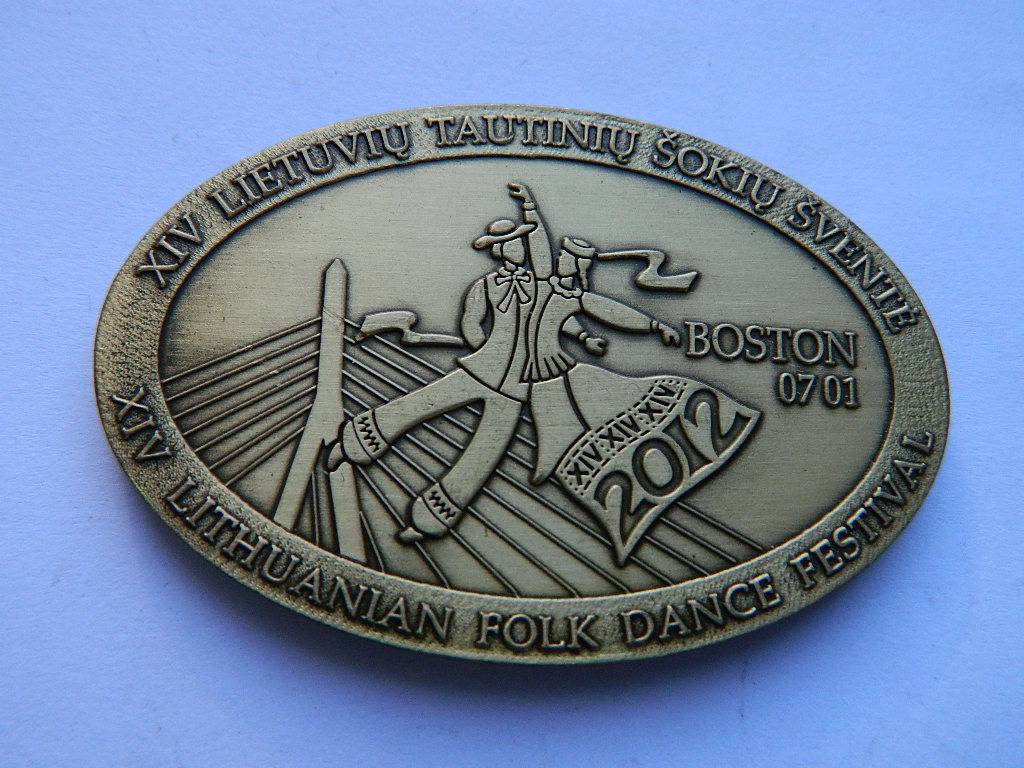 XIV LIETUVIŲ TAUTINIŲ ŠOKIŲ ŠVENTĖ
BOSTON
07 01
XIV XIV XIV
2012
XIV LITHUANIAN FOLK DANCE FESTIVAL